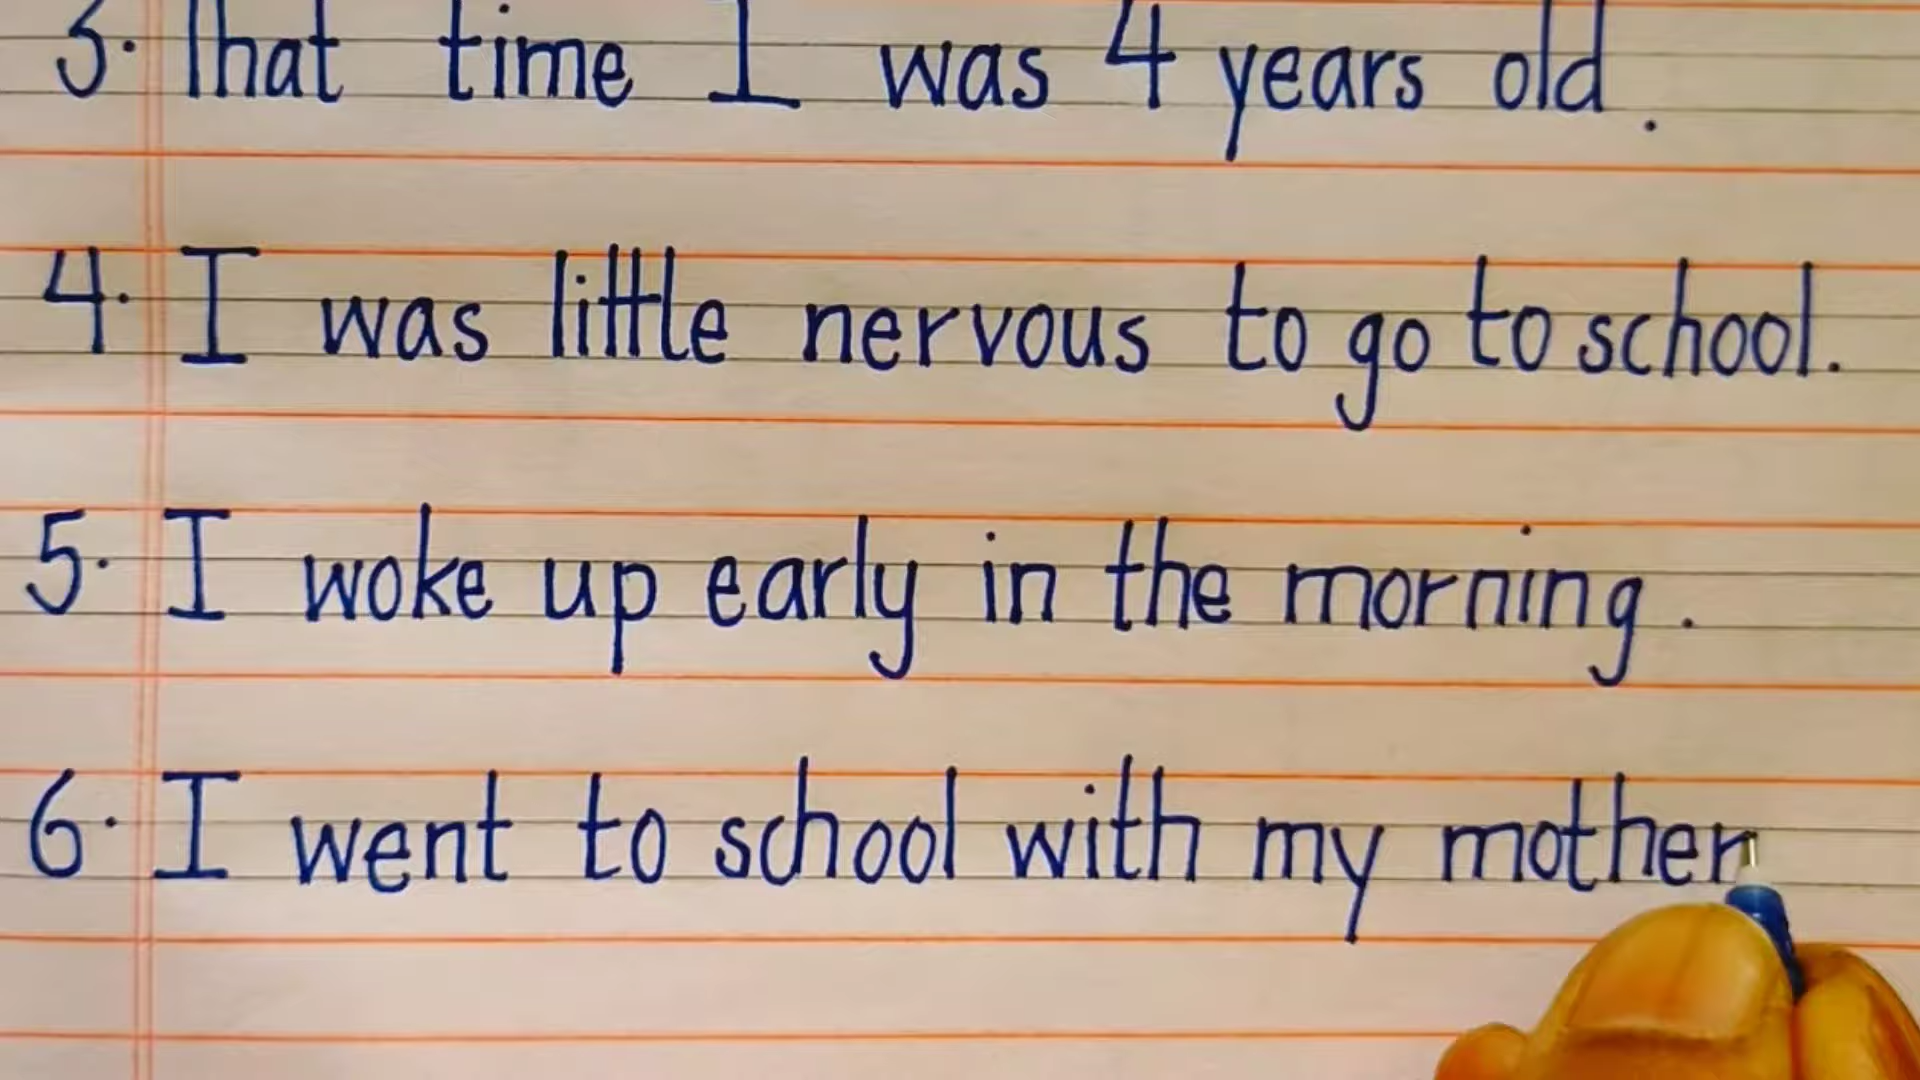 3. That time I was 4 years old.
4. I was little nervous to go to school.
5. I woke up early in the morning.
6. I went to school with my mother